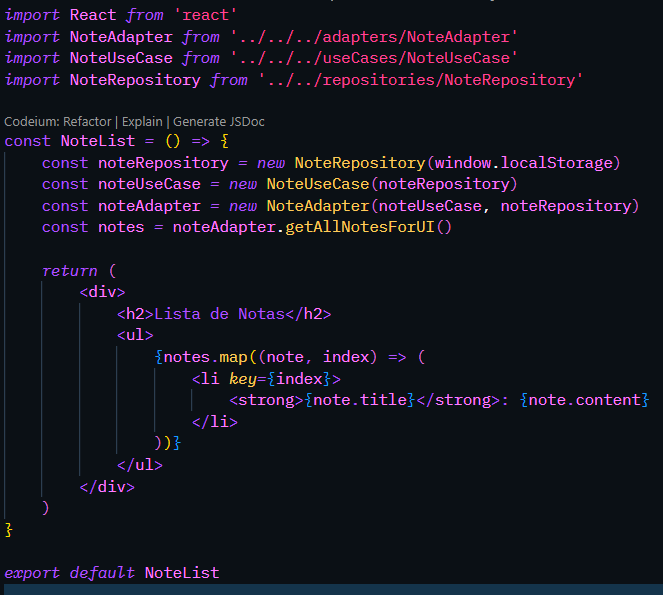 import React from 'react'
import NoteAdapter from '../../../adapters/NoteAdapter'
import NoteUseCase from '../../../useCases/NoteUseCase'
import NoteRepository from '../../repositories/NoteRepository'
Codeium: Refactor | Explain | Generate JSDoc
const NoteList = () => {
    const noteRepository = new NoteRepository(window.localStorage)
    const noteUseCase = new NoteUseCase(noteRepository)
    const noteAdapter = new NoteAdapter(noteUseCase, noteRepository)
    const notes = noteAdapter.getAllNotesForUI()
    return (
        <div>
            <h2>Lista de Notas</h2>
            <ul>
                {notes.map((note, index) => (
                    <li key={index}>
                        <strong>{note.title}</strong>: {note.content}
                    </li>
                ))}
            </ul>
        </div>
    )
}
export default NoteList